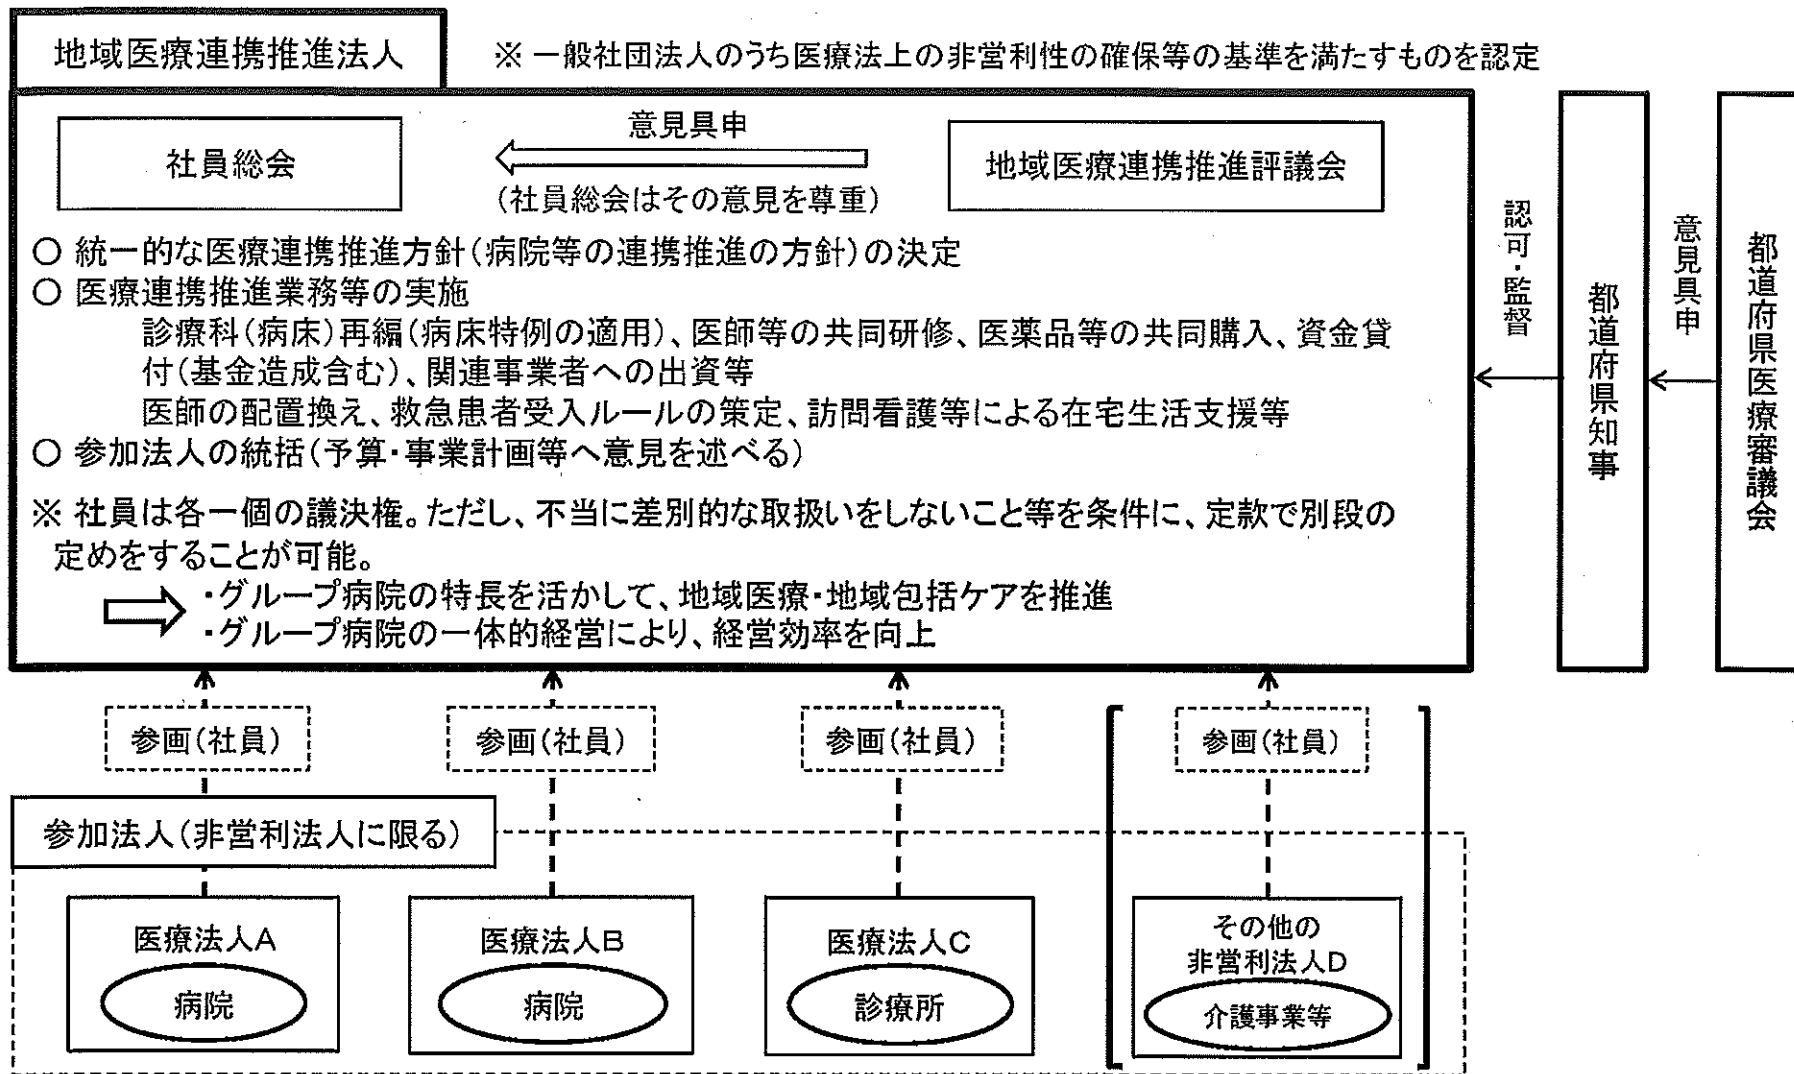 地域医療連携推進法人
※ 一般社団法人のうち医療法上の非営利性の確保等の基準を満たすものを認定
社員総会
意見具申
(社員総会はその意見を尊重)
地域医療連携推進評議会
○ 統一的な医療連携推進方針(病院等の連携推進の方針)の決定
○ 医療連携推進業務等の実施
診療科(病床)再編(病床特例の適用)、医師等の共同研修、医薬品等の共同購入、資金貸
付(基金造成含む)、関連事業者への出資等
医師の配置換え、救急患者受入ルールの策定、訪問看護等による在宅生活支援等
○ 参加法人の統括(予算・事業計画等へ意見を述べる)
※ 社員は各一個の議決権。ただし、不当に差別的な取扱いをしないこと等を条件に、定款で別段の
定めをすることが可能。
・グループ病院の特長を活かして、地域医療・地域包括ケアを推進
・グループ病院の一体的経営により、経営効率を向上
認可・監督
都道府県知事
意見具申
都道府県医療審議会
参画(社員)
参画(社員)
参画(社員)
参画(社員)
参加法人(非営利法人に限る)
医療法人A
病院
医療法人B
病院
医療法人C
診療所
その他の
非営利法人D
介護事業等